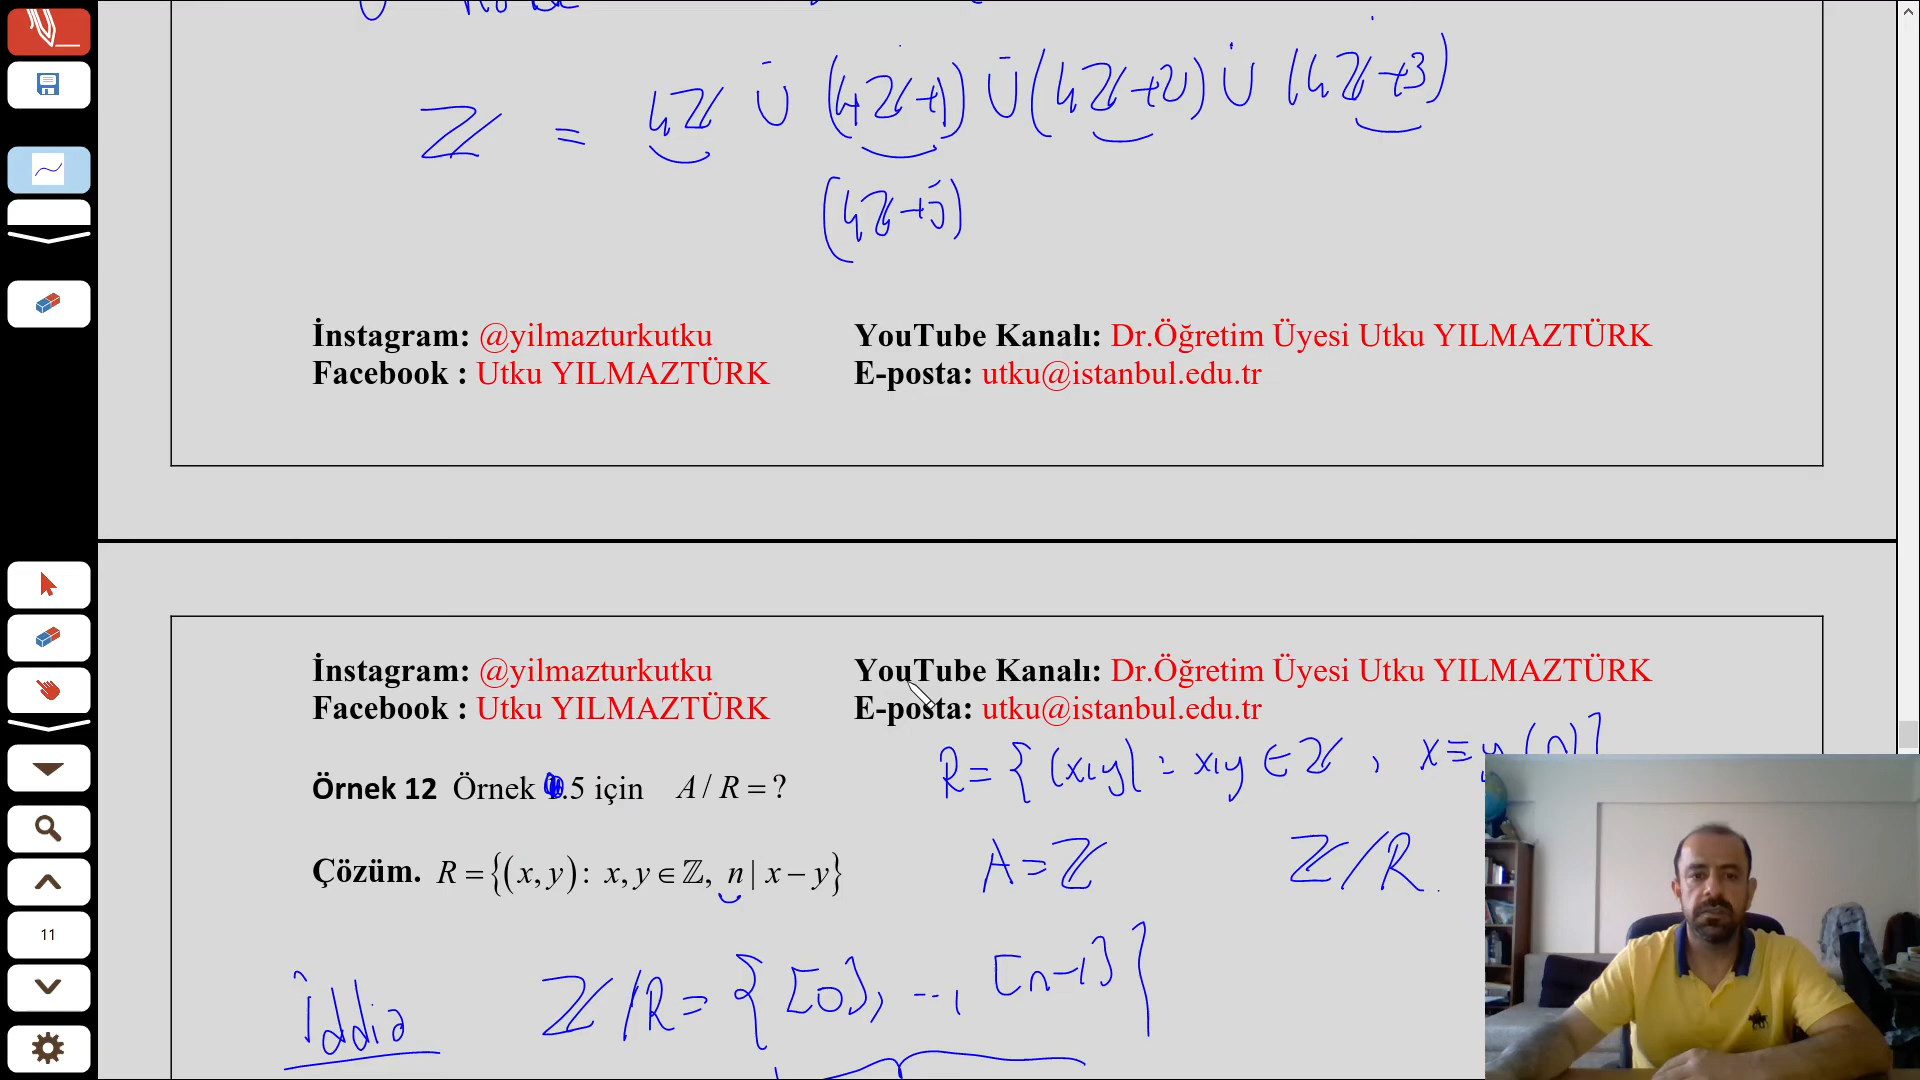 ℤ = 4ℤ ∪̇ (4ℤ+1) ∪̇ (4ℤ+2) ∪̇ (4ℤ+3)
(4ℤ+5)
İnstagram: @yilmazturkutku YouTube Kanalı: Dr.Öğretim Üyesi Utku YILMAZTÜRK
Facebook : Utku YILMAZTÜRK E-posta: utku@istanbul.edu.tr
İnstagram: @yilmazturkutku YouTube Kanalı: Dr.Öğretim Üyesi Utku YILMAZTÜRK
Facebook : Utku YILMAZTÜRK E-posta: utku@istanbul.edu.tr
R = { (x,y) : x,y ∈ ℤ , x ≡ y (n) }
Örnek 12 Örnek .5 için A / R = ?
Çözüm. R = {(x, y) : x, y ∈ ℤ, n | x − y} A = ℤ ℤ/R
İddia ℤ/R = { [0], ..., [n-1] }
11